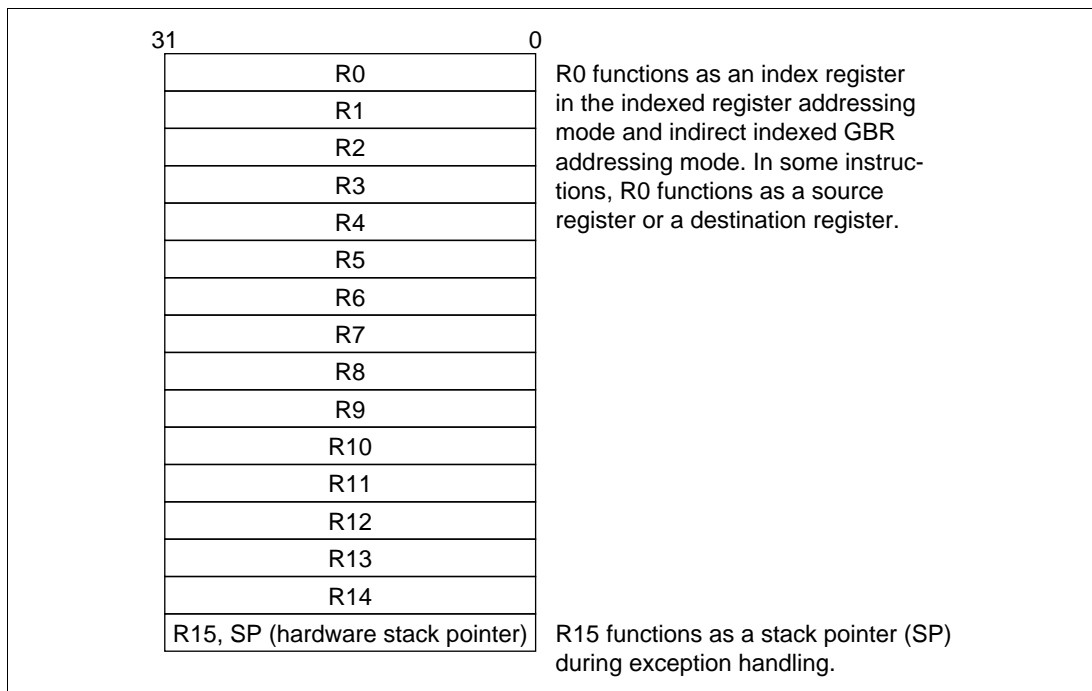 31 0
R0
R1
R2
R3
R4
R5
R6
R7
R8
R9
R10
R11
R12
R13
R14
R15, SP (hardware stack pointer)
R0 functions as an index register
in the indexed register addressing
mode and indirect indexed GBR
addressing mode. In some instruc-
tions, R0 functions as a source
register or a destination register.
R15 functions as a stack pointer (SP)
during exception handling.